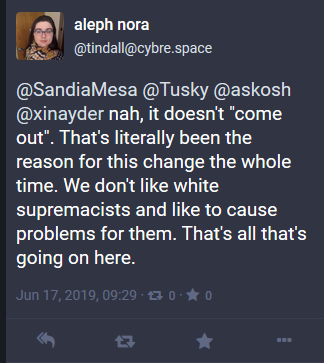 aleph nora
@tindall@cybre.space
@SandiaMesa @Tusky @askosh
@xinayder nah, it doesn't "come
out". That's literally been the
reason for this change the whole
time. We don't like white
supremacists and like to cause
problems for them. That's all that's
going on here.
Jun 17, 2019, 09:29 · 0 · 0